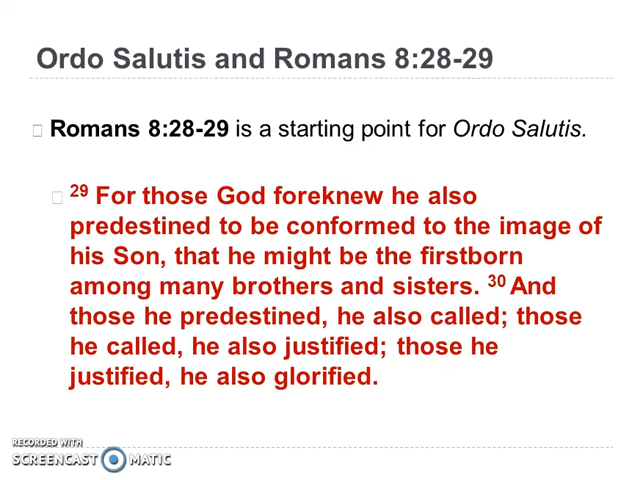 Ordo Salutis and Romans 8:28-29
Romans 8:28-29 is a starting point for Ordo Salutis.
29 For those God foreknew he also
predestined to be conformed to the image of
his Son, that he might be the firstborn
among many brothers and sisters. 30 And
those he predestined, he also called; those
he called, he also justified; those he
justified, he also glorified.
RECORDED WITH
SCREENCAST MATIC